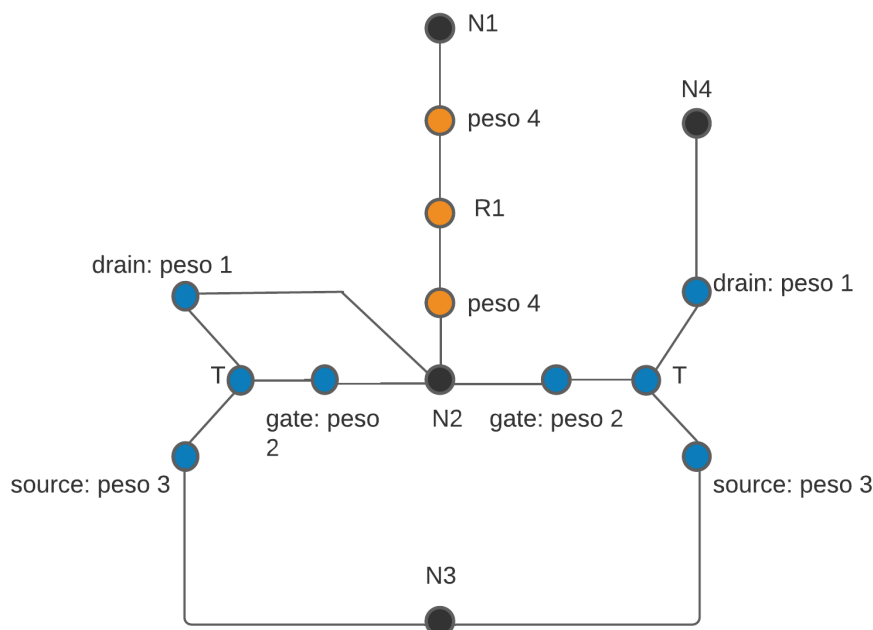 N1
N4
peso 4
R1
drain: peso 1
drain: peso 1
peso 4
T
T
gate: peso
2
N2
gate: peso 2
source: peso 3
source: peso 3
N3